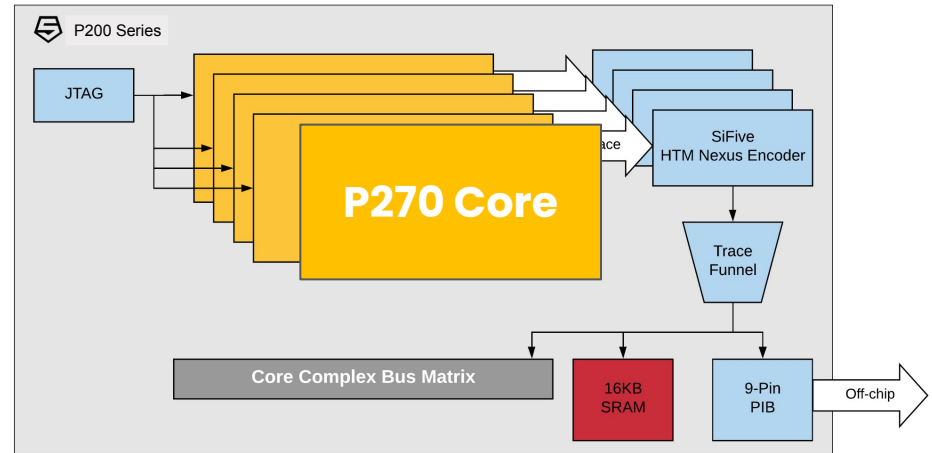 P200 Series
JTAG
P270 Core
SiFive
HTM Nexus Encoder
Trace
Funnel
Core Complex Bus Matrix
16KB
SRAM
9-Pin
PIB
Off-chip